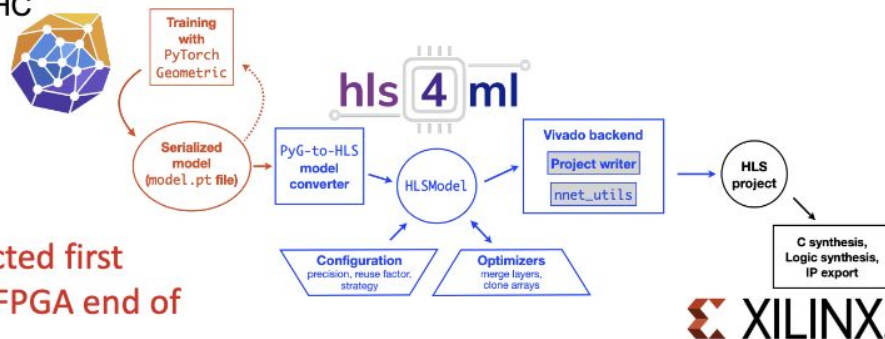 HC
Training
with
PyTorch
Geometric
hls 4 ml
Serialized
model
(model.pt file)
PyG-to-HLS
model
converter
HLSModel
Vivado backend
Project writer
nnet_utils
HLS
project
Configuration
precision, reuse factor,
strategy
Optimizers
merge layers,
clone arrays
C synthesis,
Logic synthesis,
IP export
cted first
FPGA end of
XILINX